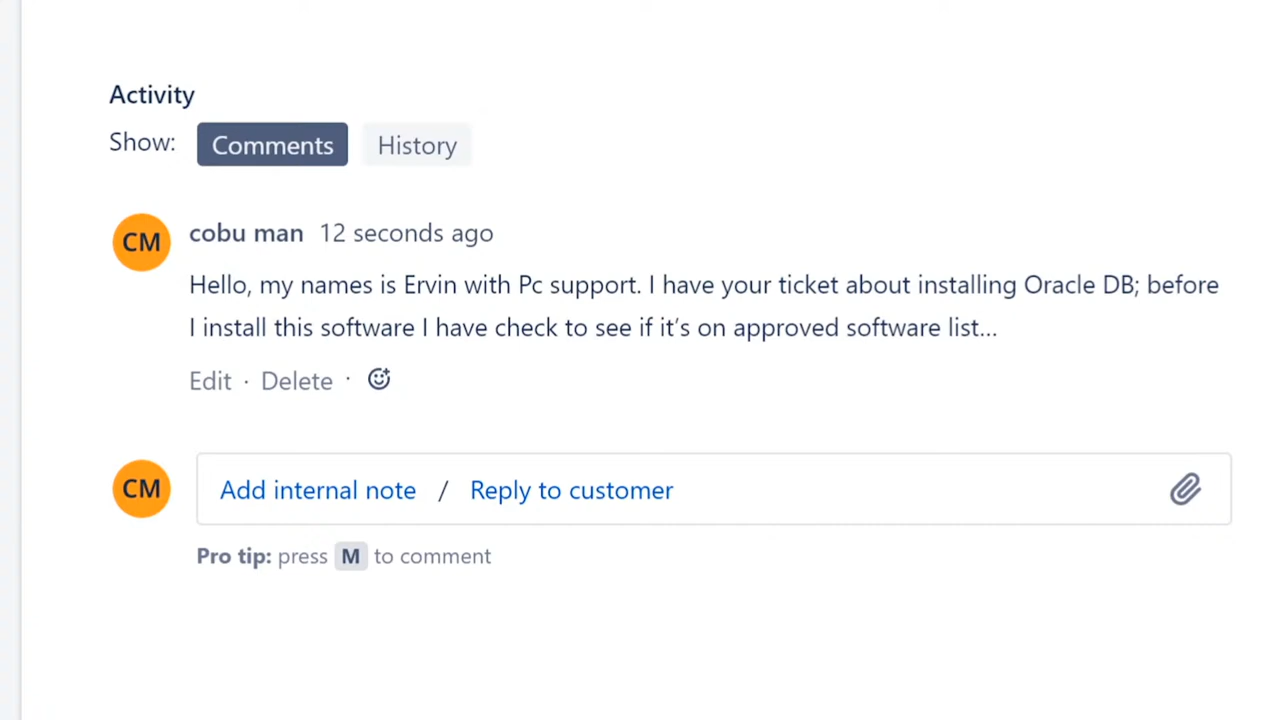 Activity
Show: Comments History
CM cobu man 12 seconds ago
Hello, my names is Ervin with Pc support. I have your ticket about installing Oracle DB; before
I install this software I have check to see if it's on approved software list...
Edit · Delete ·
CM Add internal note / Reply to customer
Pro tip: press M to comment